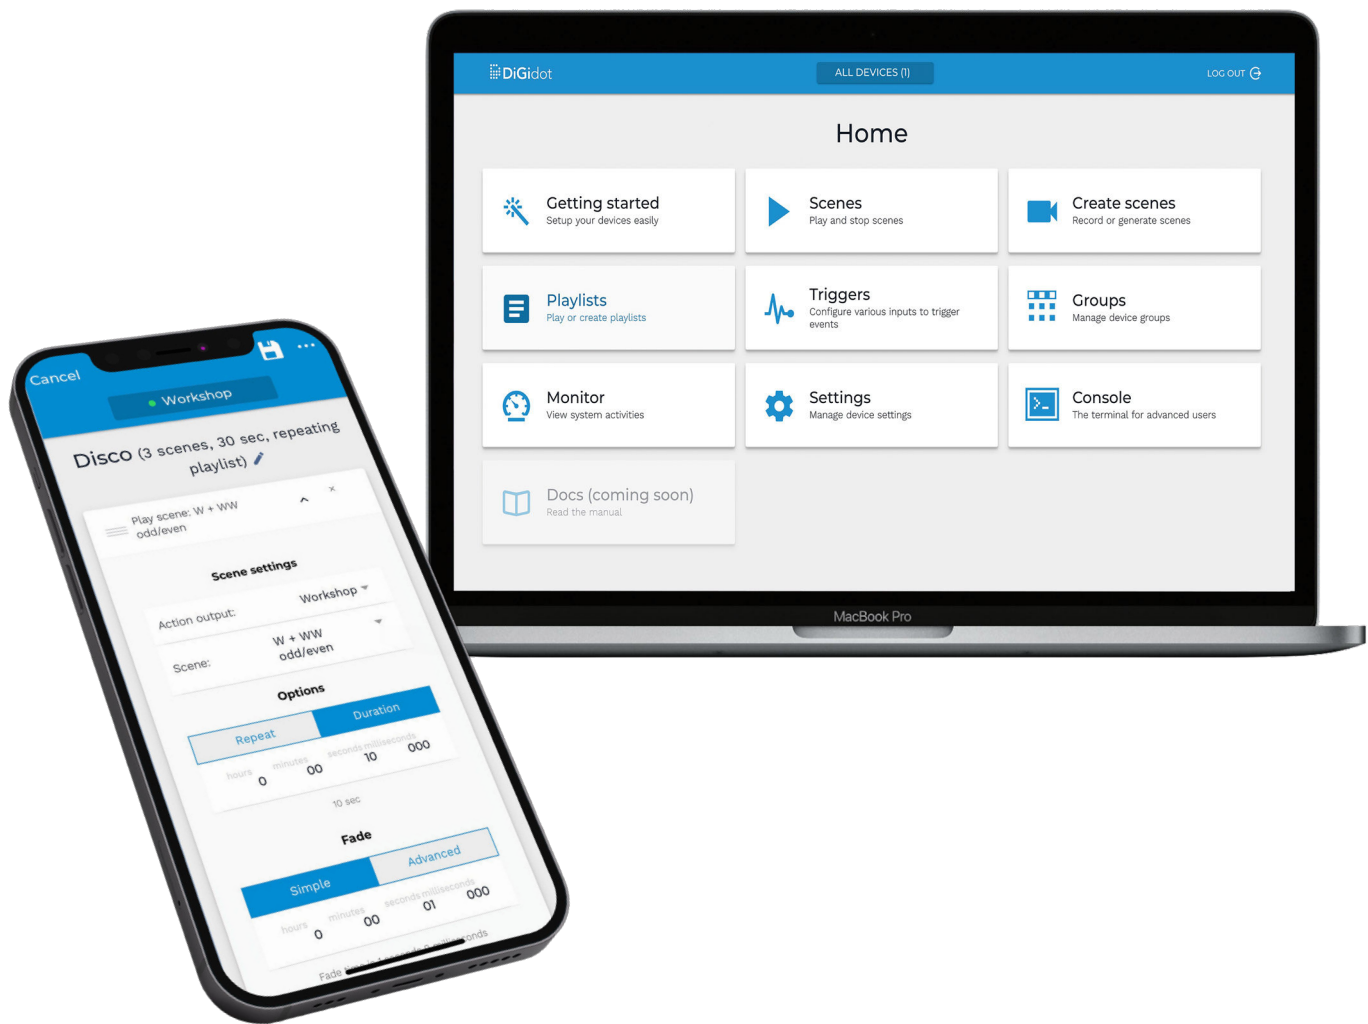 DiGidot
ALL DEVICES (1)
LOG OUT
Home
Getting started
Setup your devices easily
Scenes
Play and stop scenes
Create scenes
Record or generate scenes
Playlists
Play or create playlists
Triggers
Configure various inputs to trigger
events
Groups
Manage device groups
Monitor
View system activities
Settings
Manage device settings
Console
The terminal for advanced users
Docs (coming soon)
Read the manual
MacBook Pro
Cancel
Workshop
Disco (3 scenes, 30 sec, repeating
playlist)
Play scene: W + WW
odd/even
Scene settings
Action output: Workshop
Scene: W + WW
odd/even
Options
Repeat Duration
hours minutes seconds milliseconds
0 00 10 000
10 sec
Fade
Simple Advanced
hours minutes seconds milliseconds
0 00 01 000
Fade